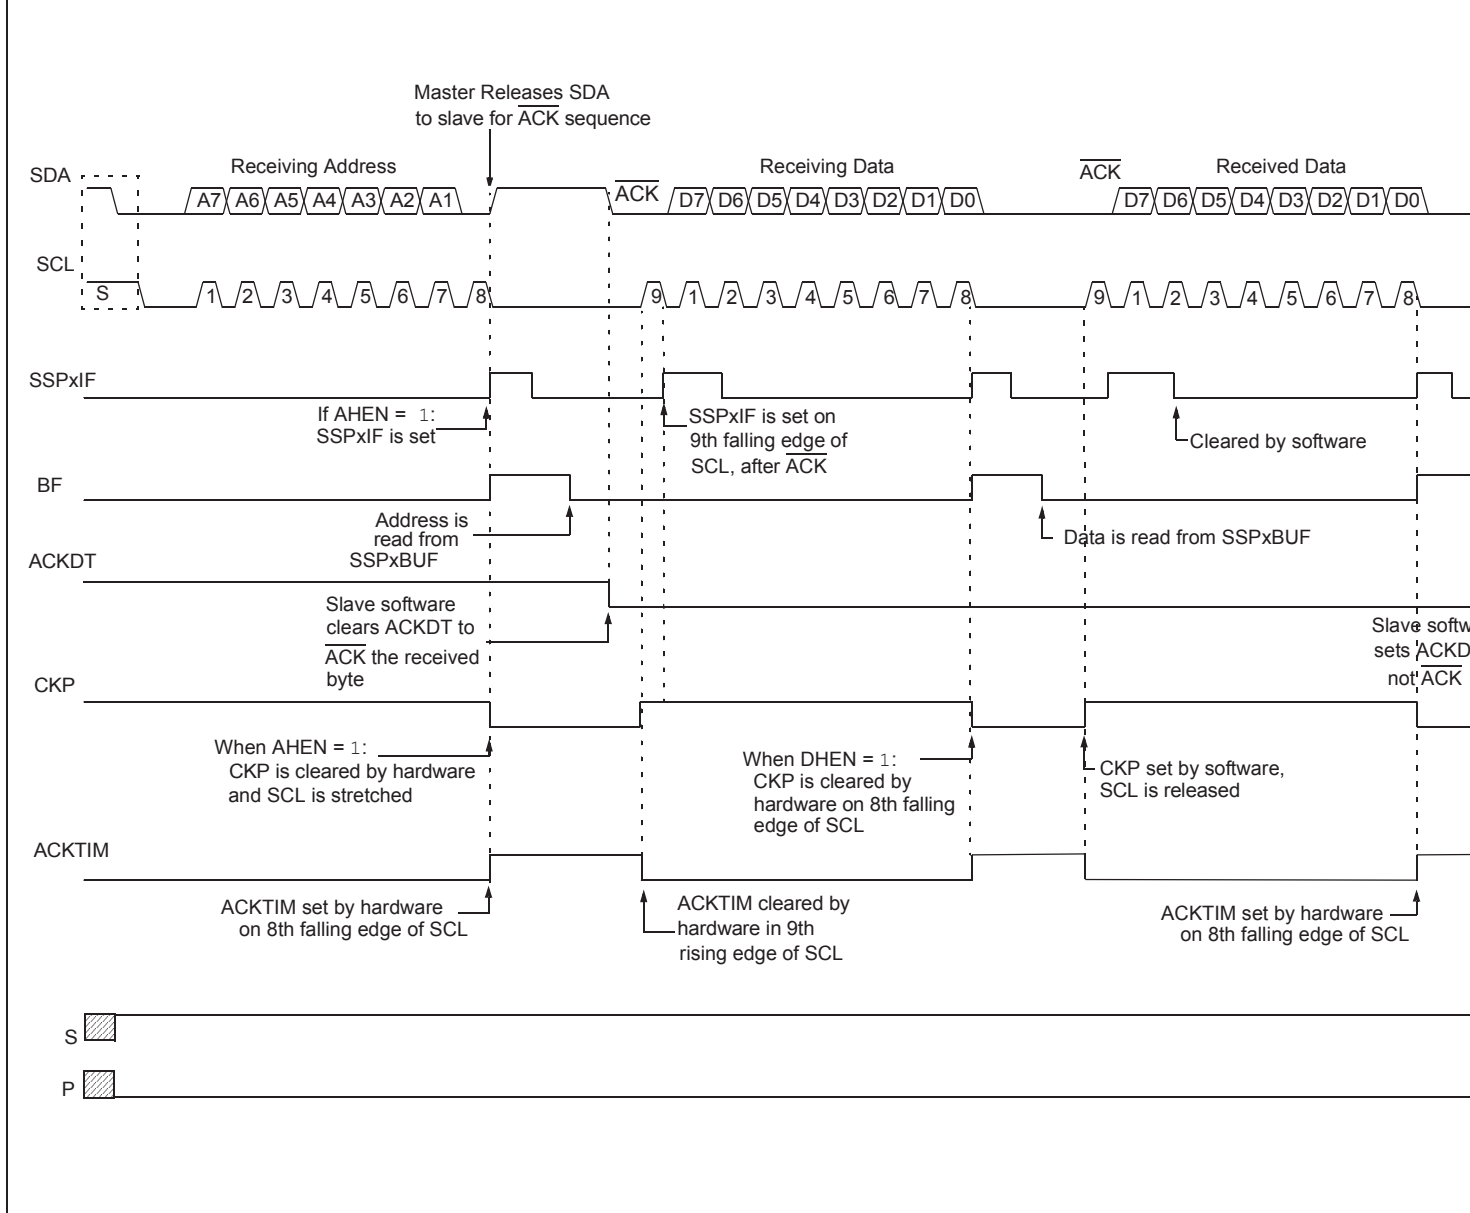 Master Releases SDA
to slave for ACK sequence
SDA
Receiving Address
A7 A6 A5 A4 A3 A2 A1
ACK
Receiving Data
D7 D6 D5 D4 D3 D2 D1 D0
ACK
Received Data
D7 D6 D5 D4 D3 D2 D1 D0
SCL
S
1 2 3 4 5 6 7 8
9 1 2 3 4 5 6 7 8
9 1 2 3 4 5 6 7 8
SSPxIF
If AHEN = 1:
SSPxIF is set
SSPxIF is set on
9th falling edge of
SCL, after ACK
Cleared by software
BF
Address is
read from
SSPxBUF
Data is read from SSPxBUF
ACKDT
Slave software
clears ACKDT to
ACK the received
byte
Slave softw
sets ACKD
not ACK
CKP
When AHEN = 1:
CKP is cleared by hardware
and SCL is stretched
When DHEN = 1:
CKP is cleared by
hardware on 8th falling
edge of SCL
CKP set by software,
SCL is released
ACKTIM
ACKTIM set by hardware
on 8th falling edge of SCL
ACKTIM cleared by
hardware in 9th
rising edge of SCL
ACKTIM set by hardware
on 8th falling edge of SCL
S
P